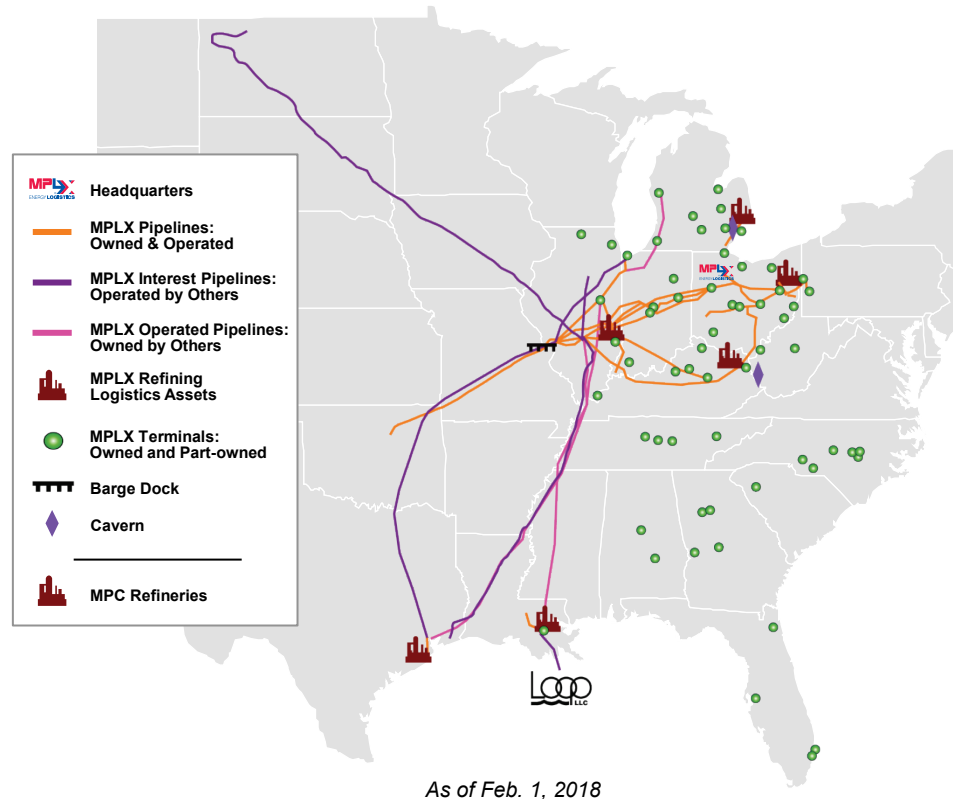 MPLX
ENERGY LOGISTICS
Headquarters
MPLX Pipelines:
Owned & Operated
MPLX Interest Pipelines:
Operated by Others
MPLX Operated Pipelines:
Owned by Others
MPLX Refining
Logistics Assets
MPLX Terminals:
Owned and Part-owned
Barge Dock
Cavern
MPC Refineries
MPLX
ENERGY LOGISTICS
Loop
LLC
As of Feb. 1, 2018